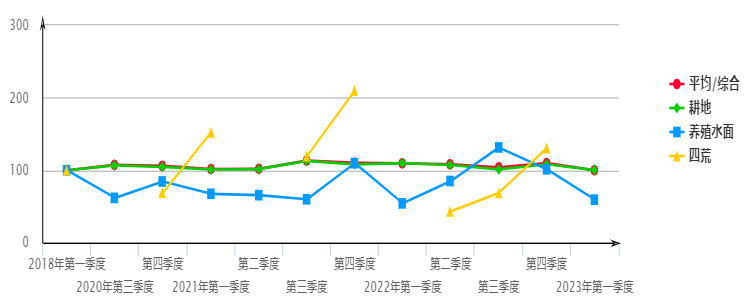 300
200
100
0
2018年第一季度
第四季度
第二季度
第四季度
第二季度
第四季度
2020年第三季度
2021年第一季度
第三季度
2022年第一季度
第三季度
2023年第一季度
平均/综合
耕地
养殖水面
四荒